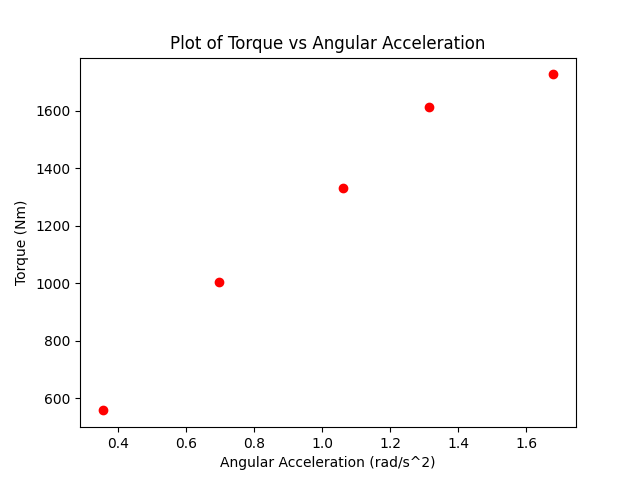 Plot of Torque vs Angular Acceleration
1600
1400
1200
1000
800
600
Torque (Nm)
0.4 0.6 0.8 1.0 1.2 1.4 1.6
Angular Acceleration (rad/s^2)